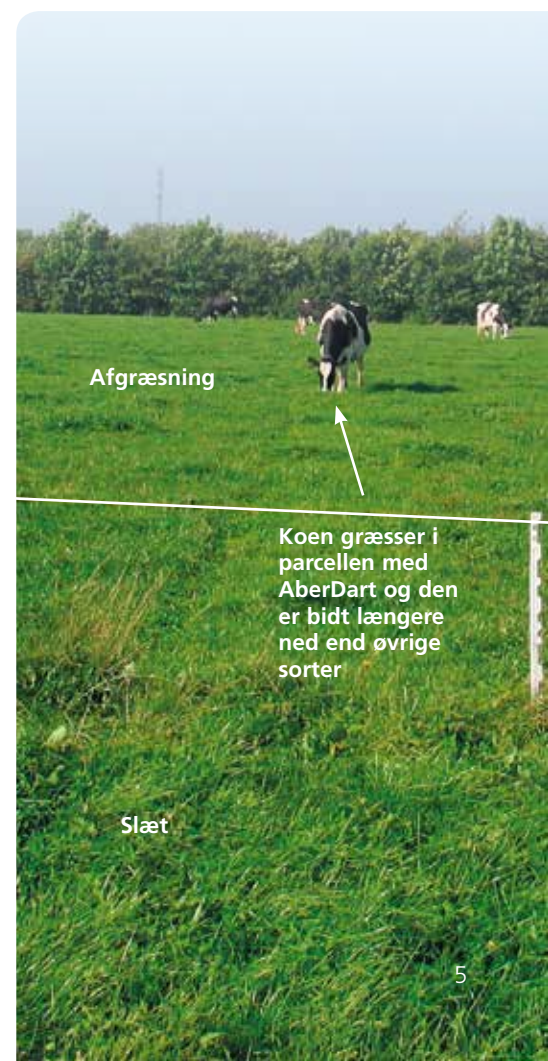 Afgræsning
Koen græsser i
parcellen med
AberDart og den
er bidt længere
ned end øvrige
sorter
Slæt
5